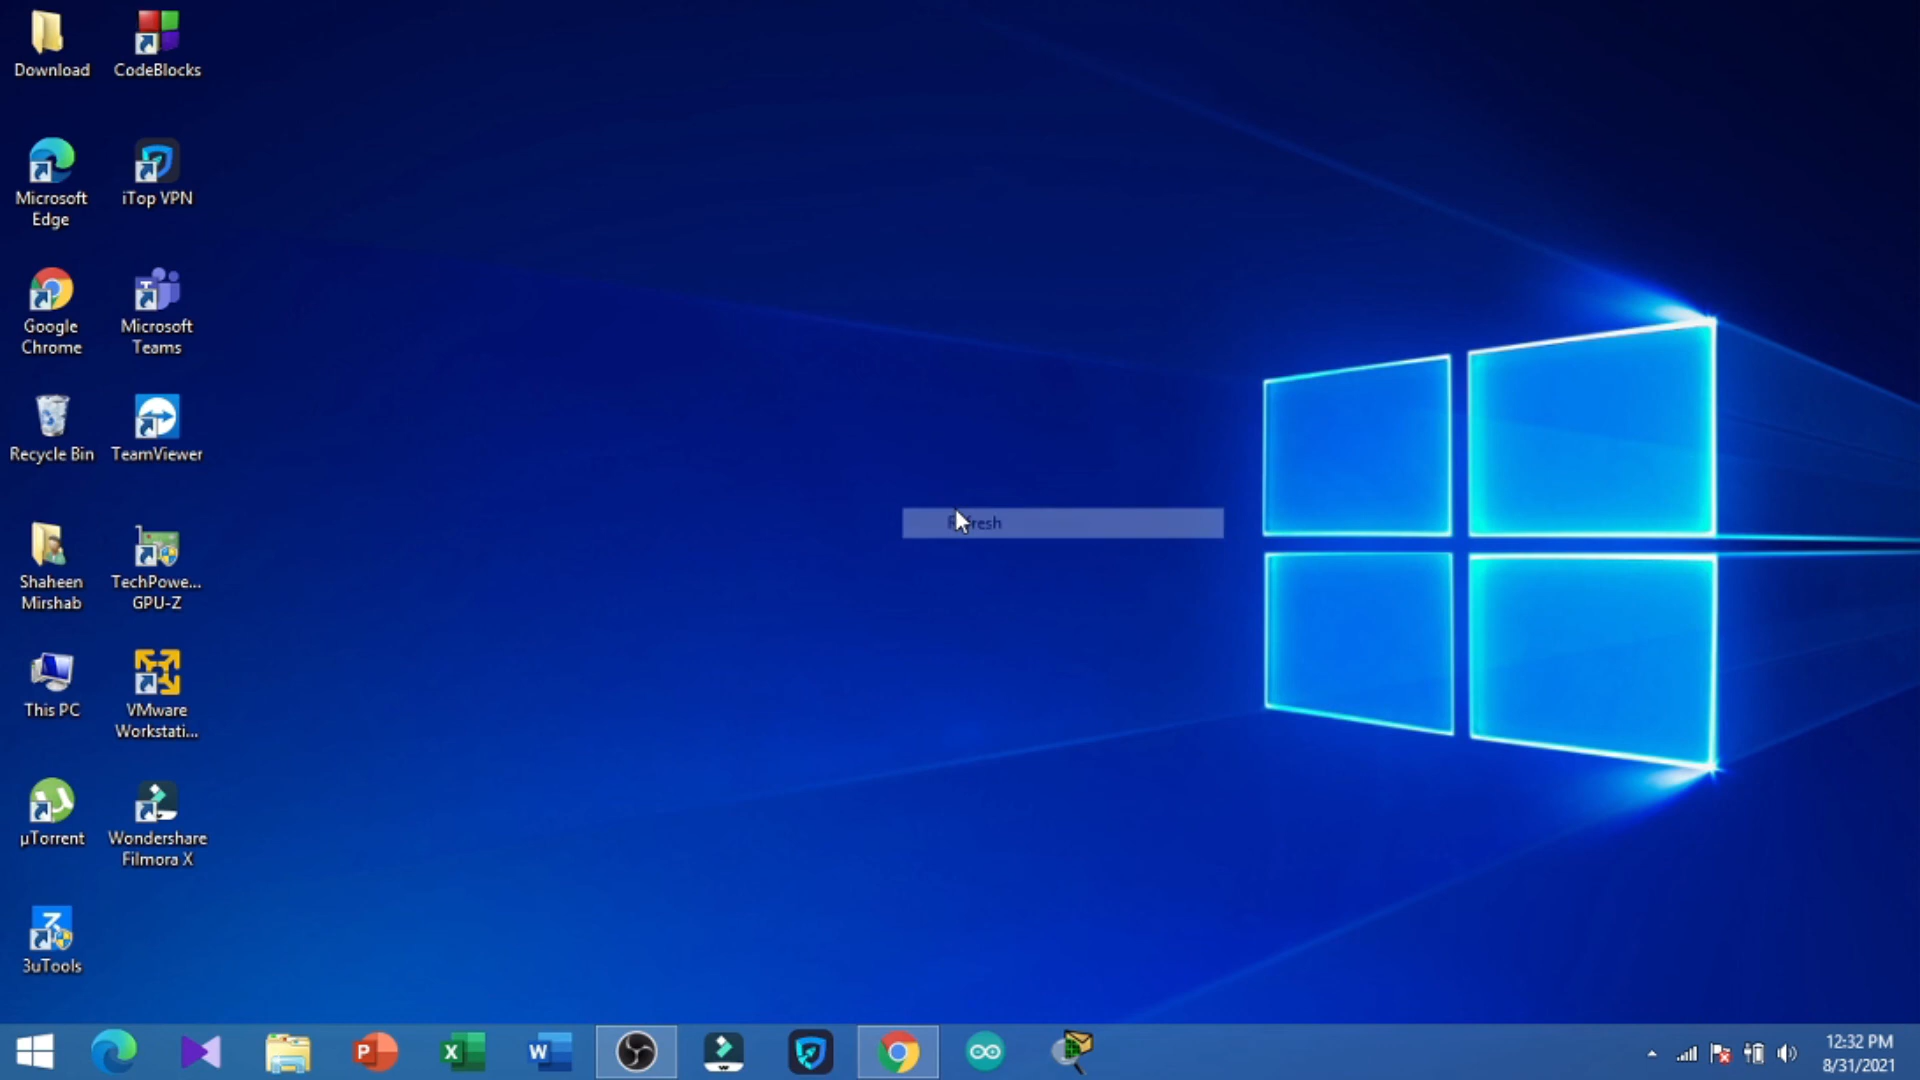 Download
CodeBlocks
Microsoft
Edge
iTop VPN
Google
Chrome
Microsoft
Teams
Recycle Bin
TeamViewer
Shaheen
Mirshab
TechPowe...
GPU-Z
This PC
VMware
Workstati...
µTorrent
Wondershare
Filmora X
3uTools
Refresh
12:32 PM
8/31/2021